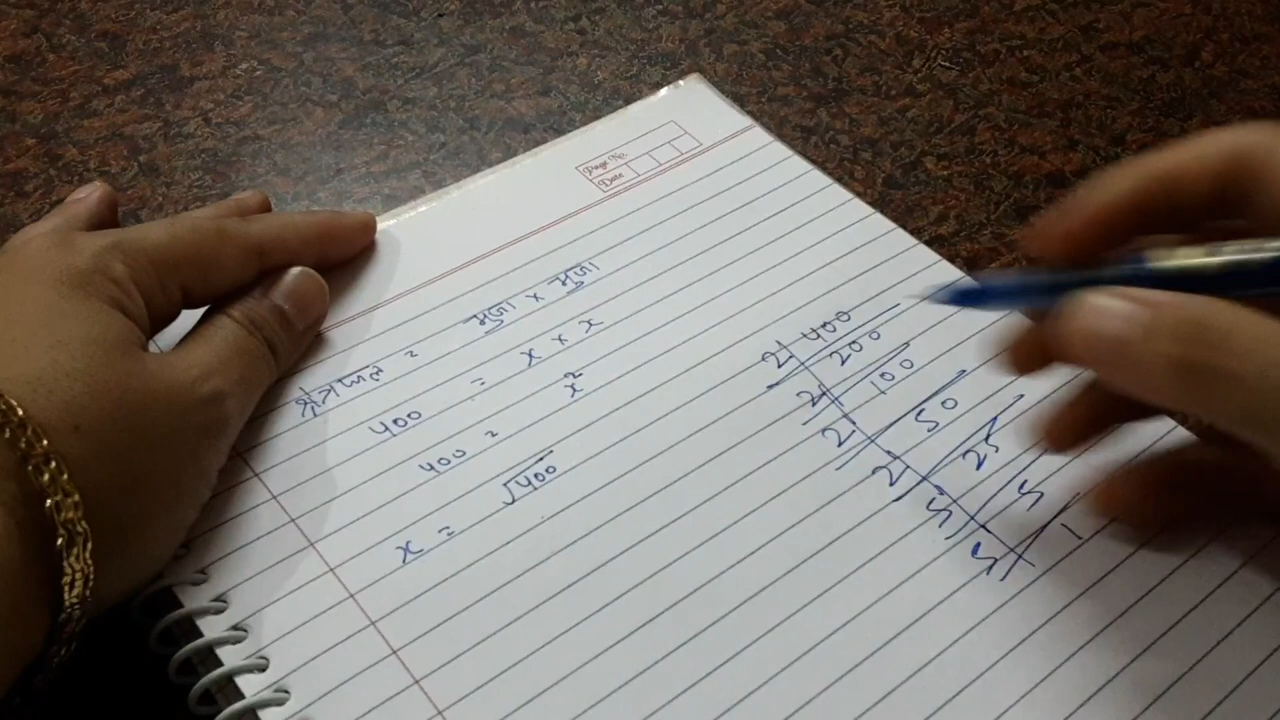 Page No.
Date
क्षेत्रफल = भुजा × भुजा
400 = x × x
400 = x²
x = √400
2 400
2 200
2 100
2 50
5 25
5 5
1